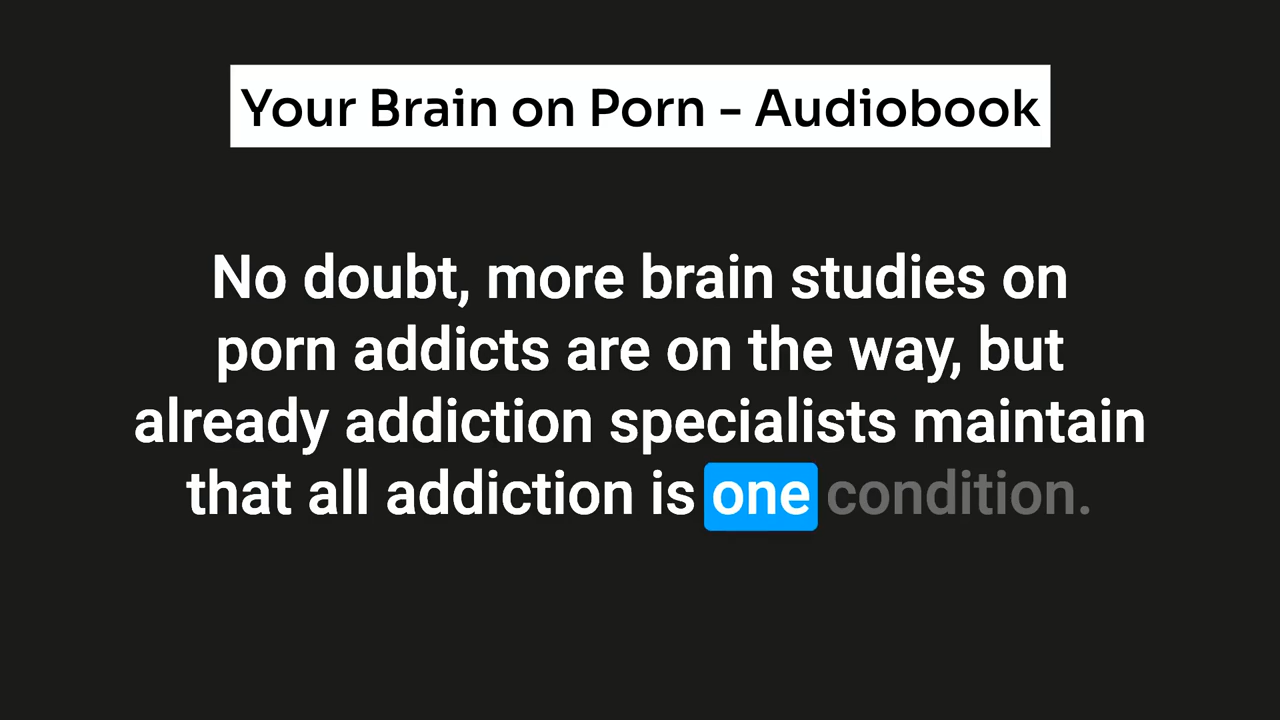 Your Brain on Porn - Audiobook
No doubt, more brain studies on
porn addicts are on the way, but
already addiction specialists maintain
that all addiction is one condition.